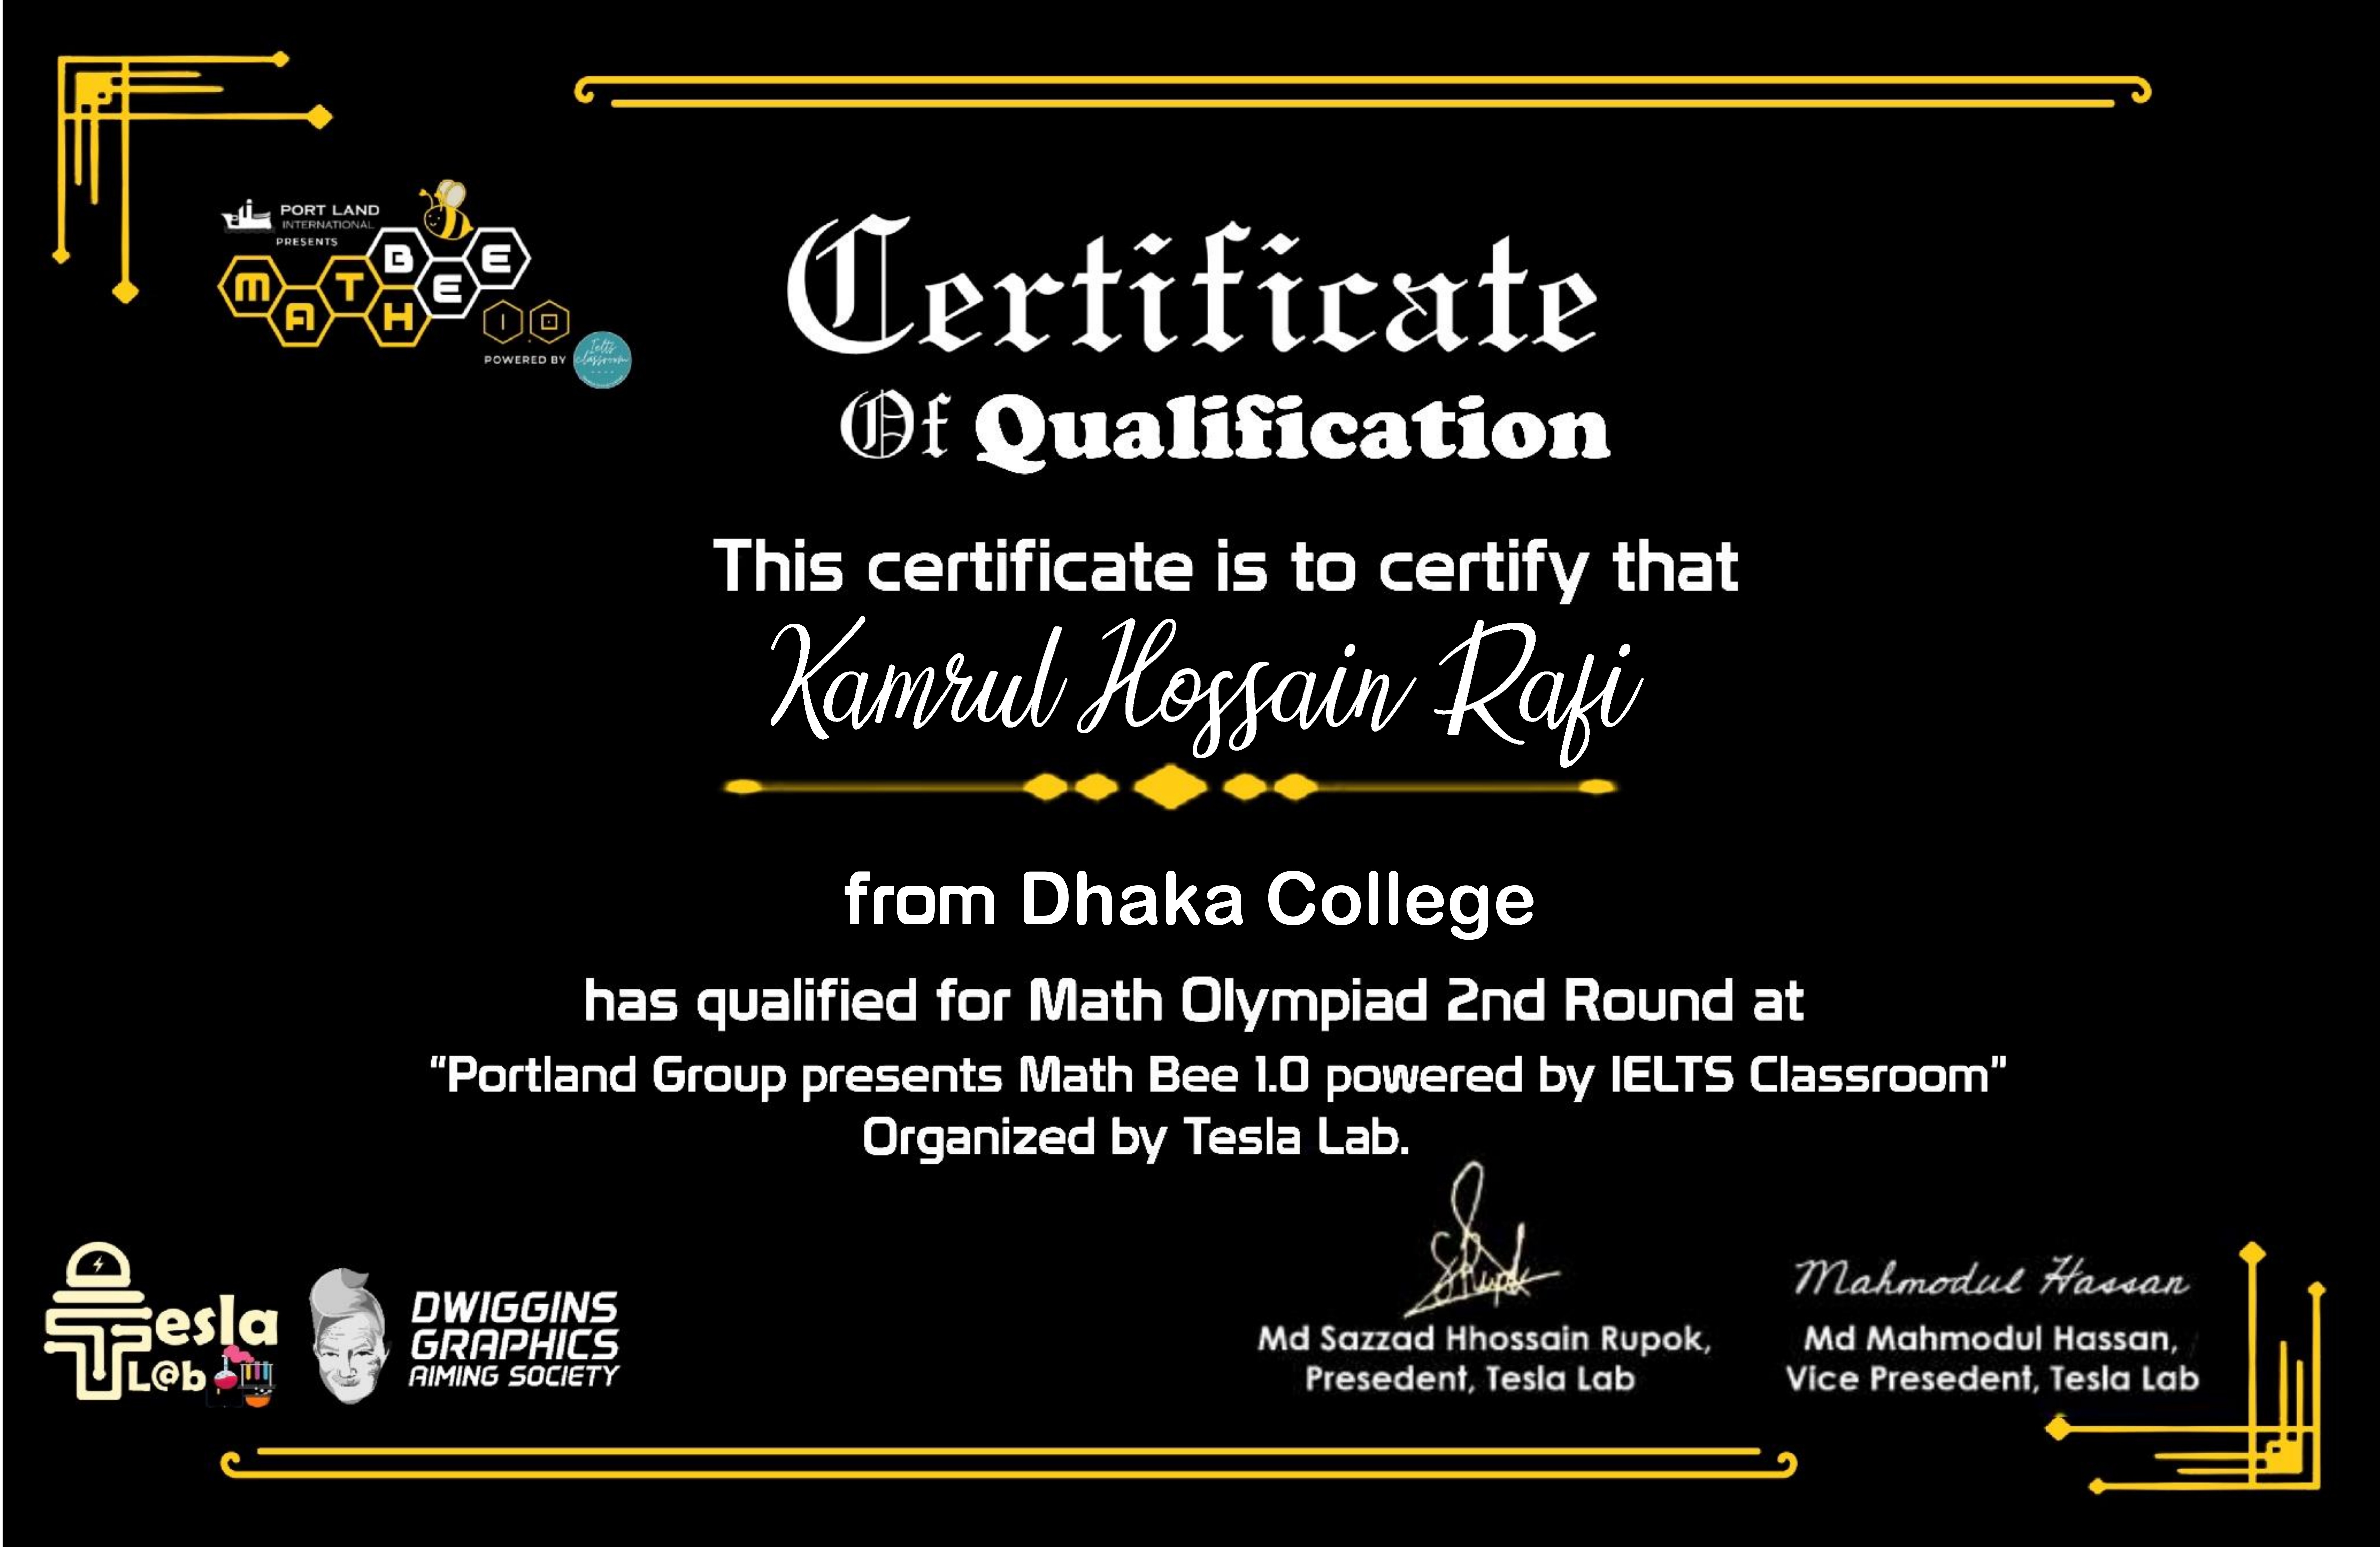 PORT LAND
INTERNATIONAL
PRESENTS
MATH BEE
1.0
POWERED BY
Ielts classroom
Certificate
Of Qualification
This certificate is to certify that
Kamrul Hossain Rafi
from Dhaka College
has qualified for Math Olympiad 2nd Round at
“Portland Group presents Math Bee 1.0 powered by IELTS Classroom”
Organized by Tesla Lab.
Tesla
L@b
DWIGGINS
GRAPHICS
AIMING SOCIETY
Md Sazzad Hhossain Rupok,
Presedent, Tesla Lab
Mahmodul Hassan
Md Mahmodul Hassan,
Vice Presedent, Tesla Lab